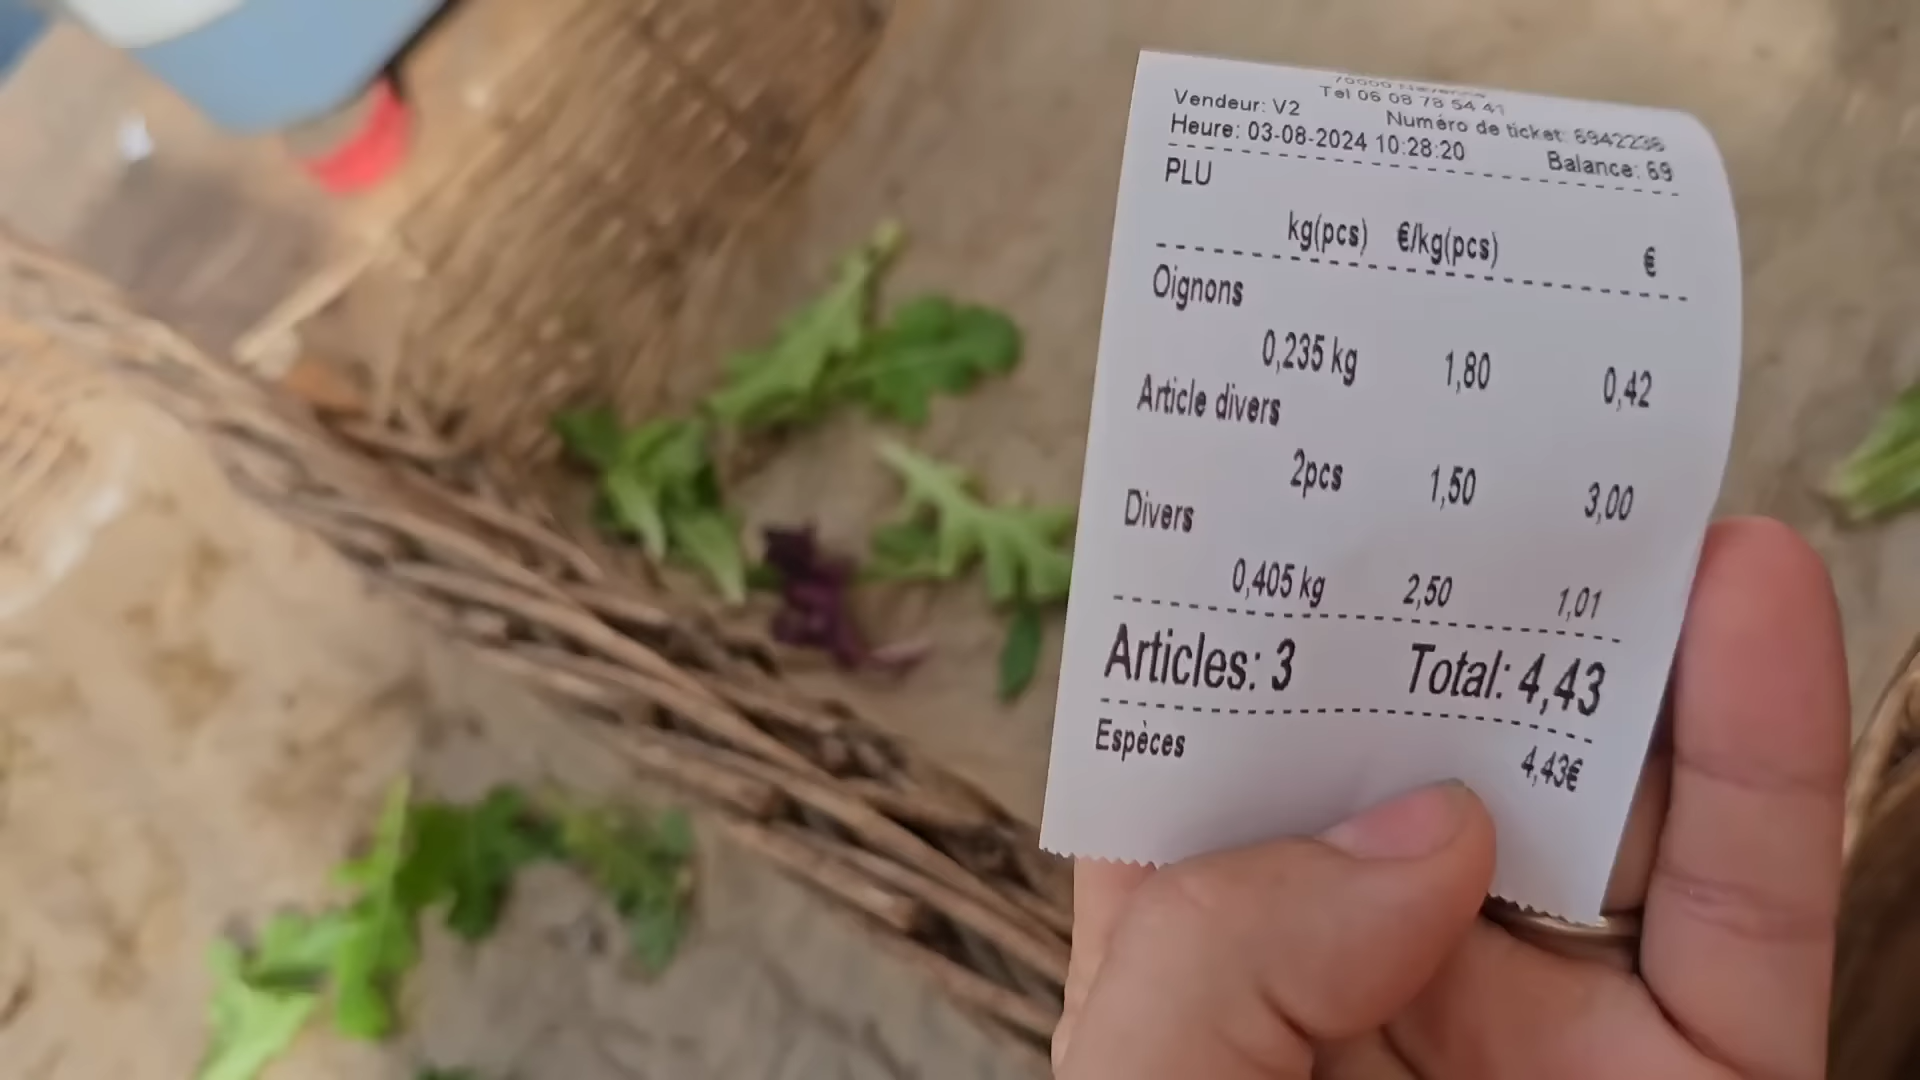 Tel 06 08 78 54 41
Vendeur: V2 Numéro de ticket: 6942236
Heure: 03-08-2024 10:28:20 Balance: 69
PLU
kg(pcs) €/kg(pcs) €
Oignons
0,235 kg 1,80 0,42
Article divers
2pcs 1,50 3,00
Divers
0,405 kg 2,50 1,01
Articles: 3 Total: 4,43
Espèces 4,43€